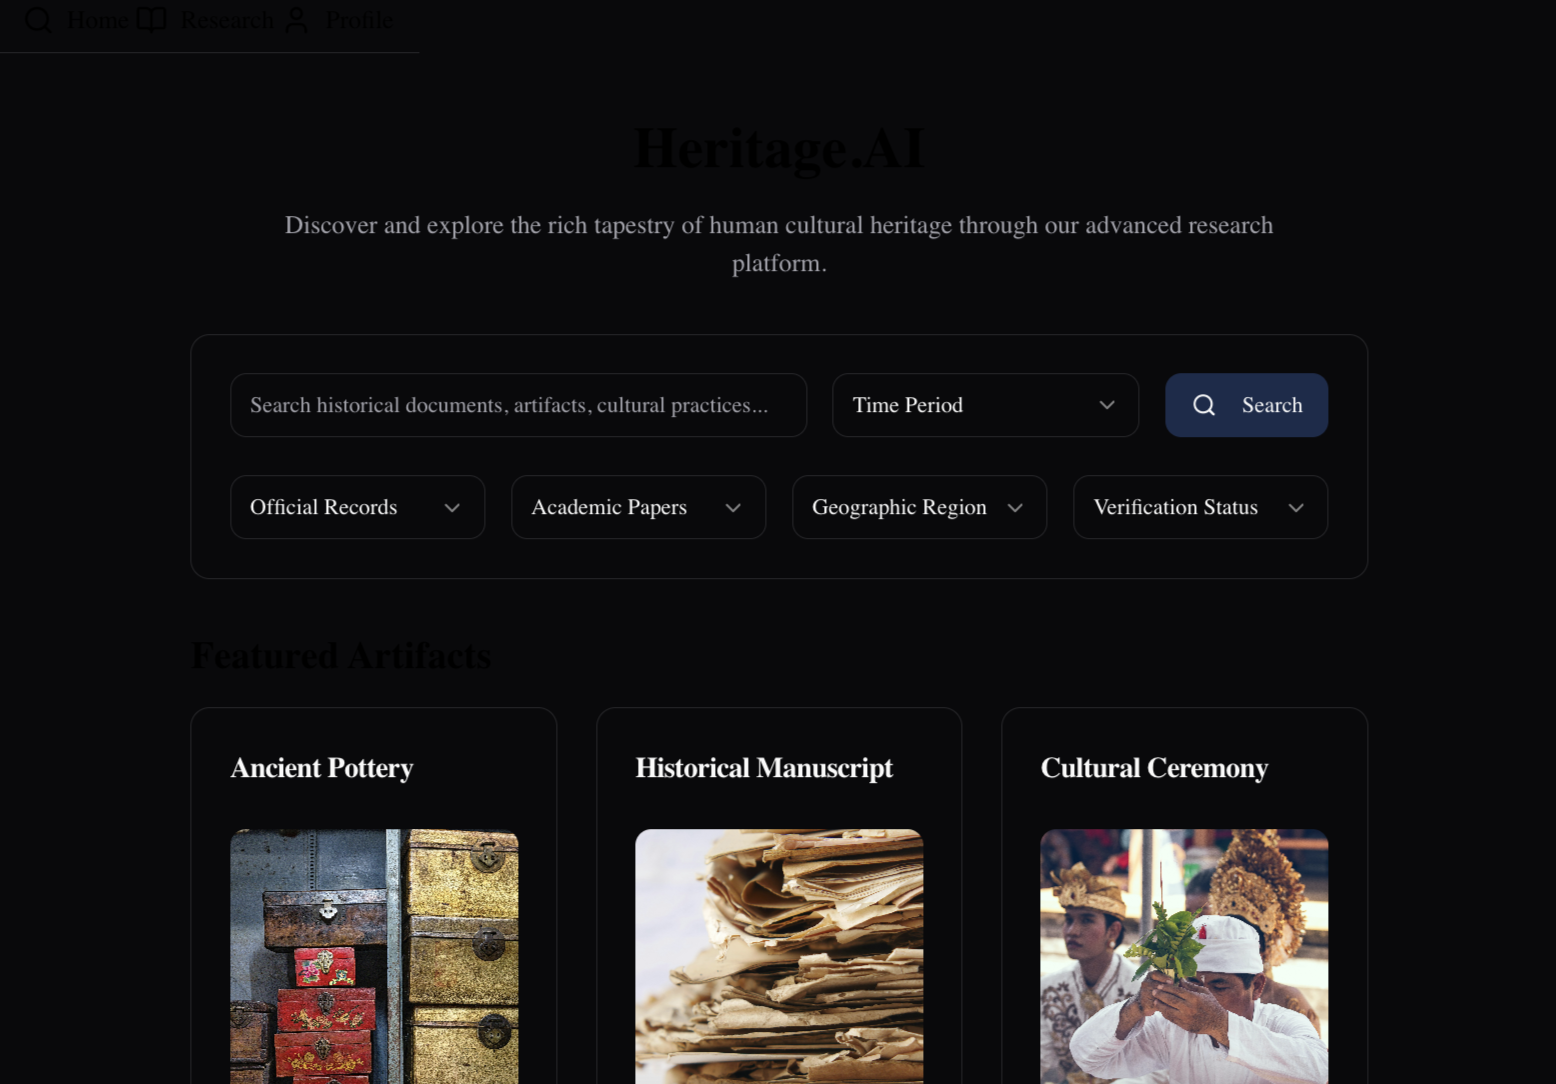 Home Research Profile
Heritage.AI
Discover and explore the rich tapestry of human cultural heritage through our advanced research
platform.
Search historical documents, artifacts, cultural practices...
Time Period
Search
Official Records
Academic Papers
Geographic Region
Verification Status
Featured Artifacts
Ancient Pottery
Historical Manuscript
Cultural Ceremony